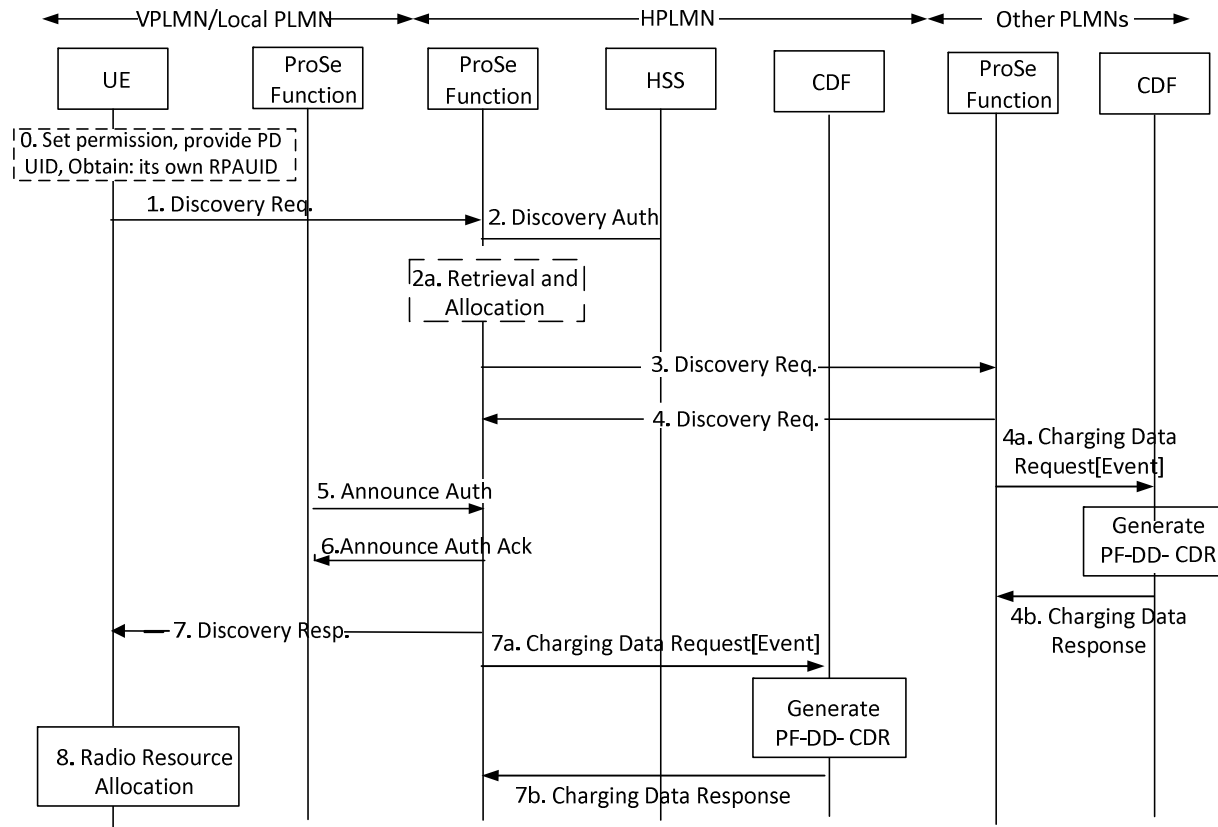 VPLMN/Local PLMN
HPLMN
Other PLMNs
UE
ProSe
Function
ProSe
Function
HSS
CDF
ProSe
Function
CDF
0. Set permission, provide PD
UID, Obtain: its own RPAUID
1. Discovery Req.
2. Discovery Auth
2a. Retrieval and
Allocation
3. Discovery Req.
4. Discovery Req.
4a. Charging Data
Request[Event]
5. Announce Auth
Generate
PF-DD- CDR
6.Announce Auth Ack
4b. Charging Data
Response
7. Discovery Resp.
7a. Charging Data Request[Event]
Generate
PF-DD- CDR
8. Radio Resource
Allocation
7b. Charging Data Response